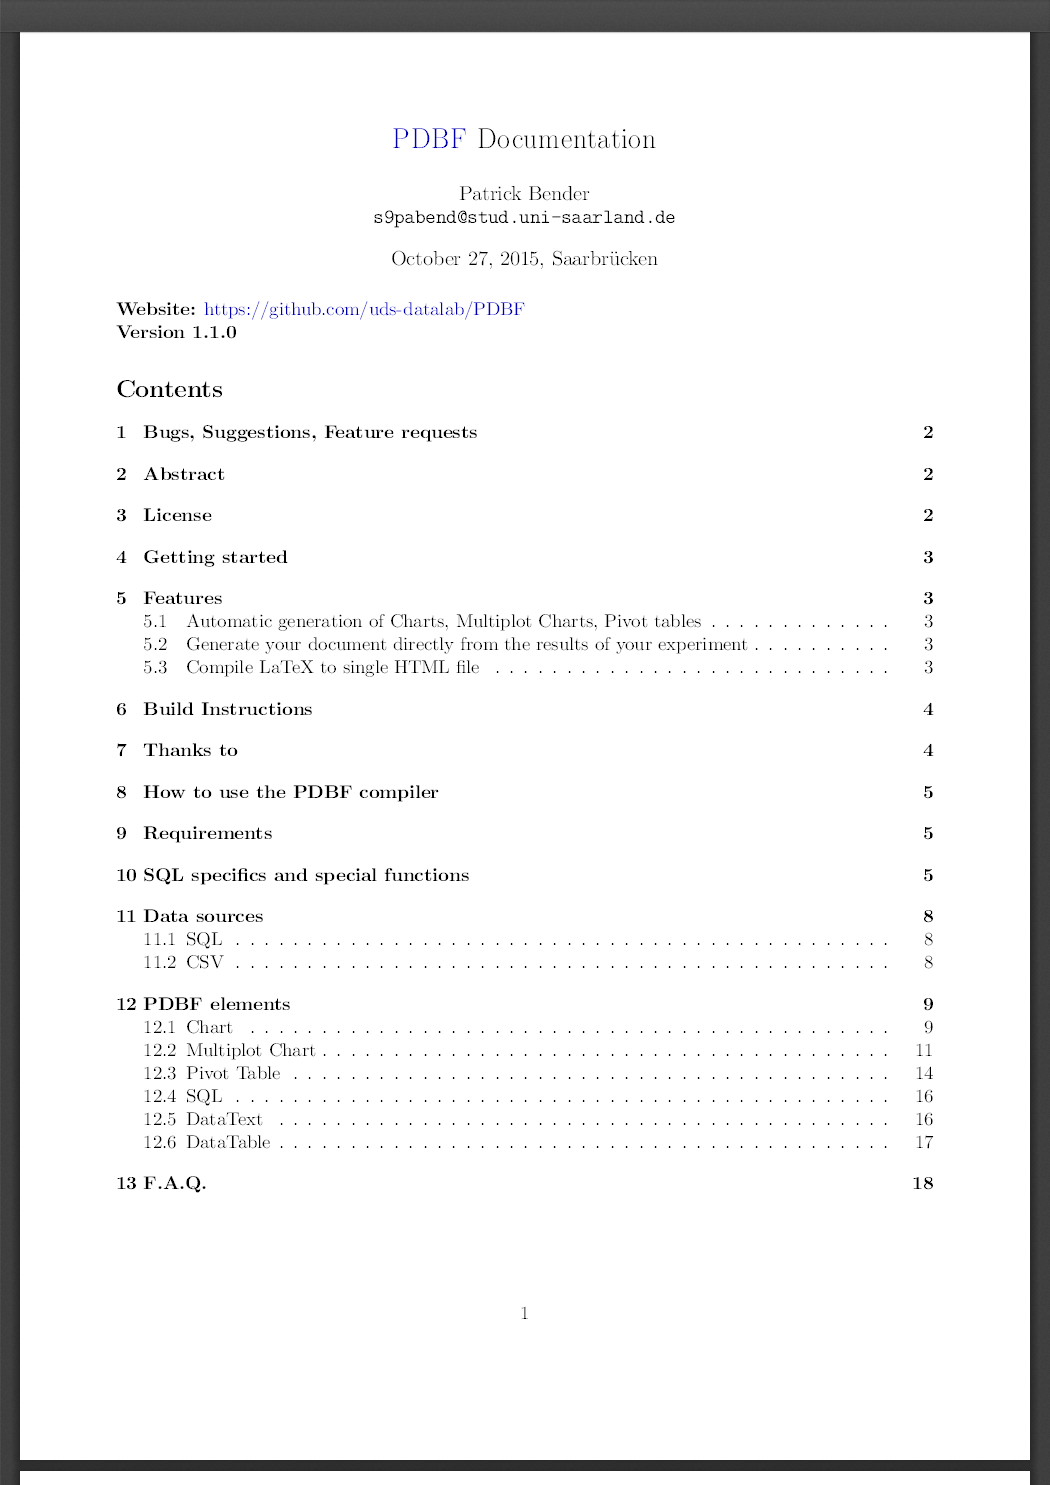 PDBF Documentation
Patrick Bender
s9pabend@stud.uni-saarland.de
October 27, 2015, Saarbrücken
Website: https://github.com/uds-datalab/PDBF
Version 1.1.0
Contents
1 Bugs, Suggestions, Feature requests 2
2 Abstract 2
3 License 2
4 Getting started 3
5 Features 3
5.1 Automatic generation of Charts, Multiplot Charts, Pivot tables . . . . . . . . . . . . . 3
5.2 Generate your document directly from the results of your experiment . . . . . . . . . . 3
5.3 Compile LaTeX to single HTML file . . . . . . . . . . . . . . . . . . . . . . . . . . . . 3
6 Build Instructions 4
7 Thanks to 4
8 How to use the PDBF compiler 5
9 Requirements 5
10 SQL specifics and special functions 5
11 Data sources 8
11.1 SQL . . . . . . . . . . . . . . . . . . . . . . . . . . . . . . . . . . . . . . . . . . . . . . 8
11.2 CSV . . . . . . . . . . . . . . . . . . . . . . . . . . . . . . . . . . . . . . . . . . . . . . 8
12 PDBF elements 9
12.1 Chart . . . . . . . . . . . . . . . . . . . . . . . . . . . . . . . . . . . . . . . . . . . . . 9
12.2 Multiplot Chart . . . . . . . . . . . . . . . . . . . . . . . . . . . . . . . . . . . . . . . . 11
12.3 Pivot Table . . . . . . . . . . . . . . . . . . . . . . . . . . . . . . . . . . . . . . . . . . 14
12.4 SQL . . . . . . . . . . . . . . . . . . . . . . . . . . . . . . . . . . . . . . . . . . . . . . 16
12.5 DataText . . . . . . . . . . . . . . . . . . . . . . . . . . . . . . . . . . . . . . . . . . . 16
12.6 DataTable . . . . . . . . . . . . . . . . . . . . . . . . . . . . . . . . . . . . . . . . . . . 17
13 F.A.Q. 18
1